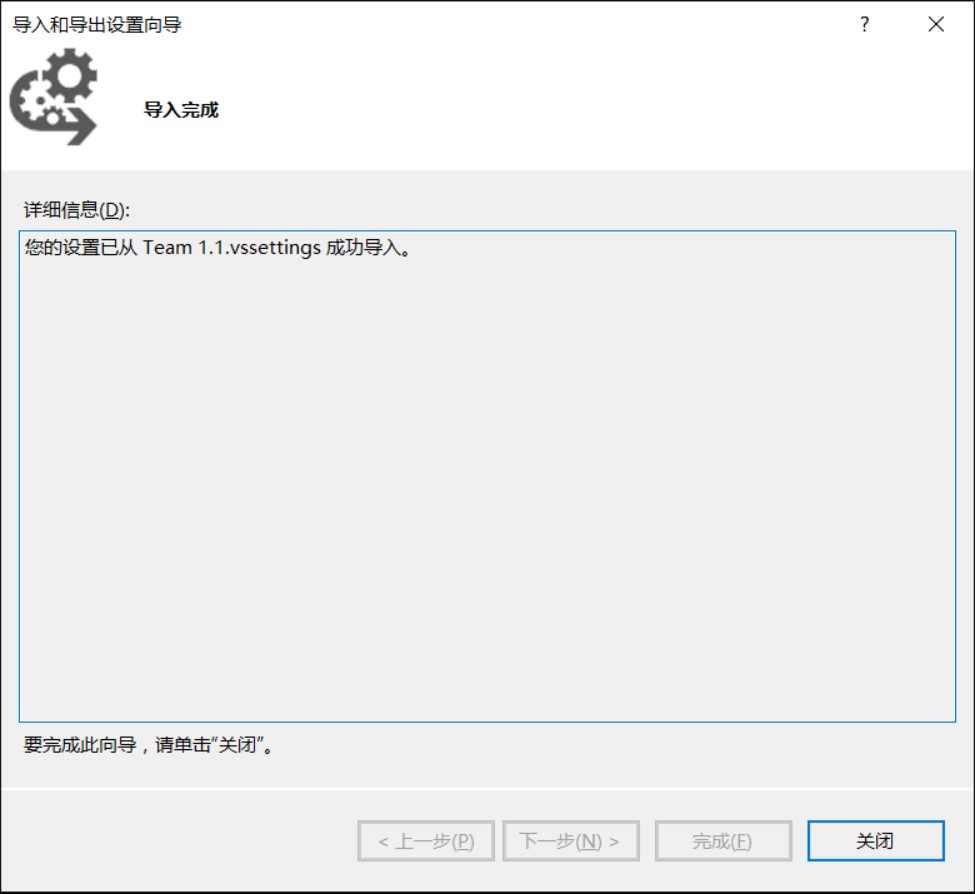 导入和导出设置向导
?
导入完成
详细信息(D):
您的设置已从 Team 1.1.vssettings 成功导入。
要完成此向导，请单击“关闭”。
< 上一步(P) 下一步(N) > 完成(F) 关闭